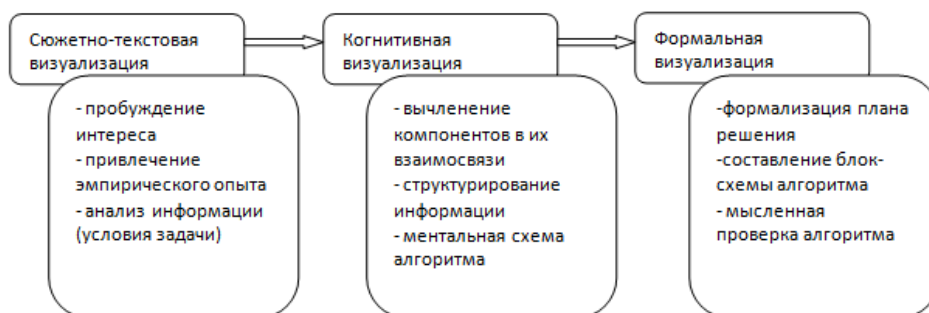 Сюжетно-текстовая
визуализация
- пробуждение
интереса
- привлечение
эмпирического опыта
- анализ информации
(условия задачи)
Когнитивная
визуализация
- вычленение
компонентов в их
взаимосвязи
- структурирование
информации
- ментальная схема
алгоритма
Формальная
визуализация
-формализация плана
решения
-составление блок-
схемы алгоритма
- мысленная
проверка алгоритма